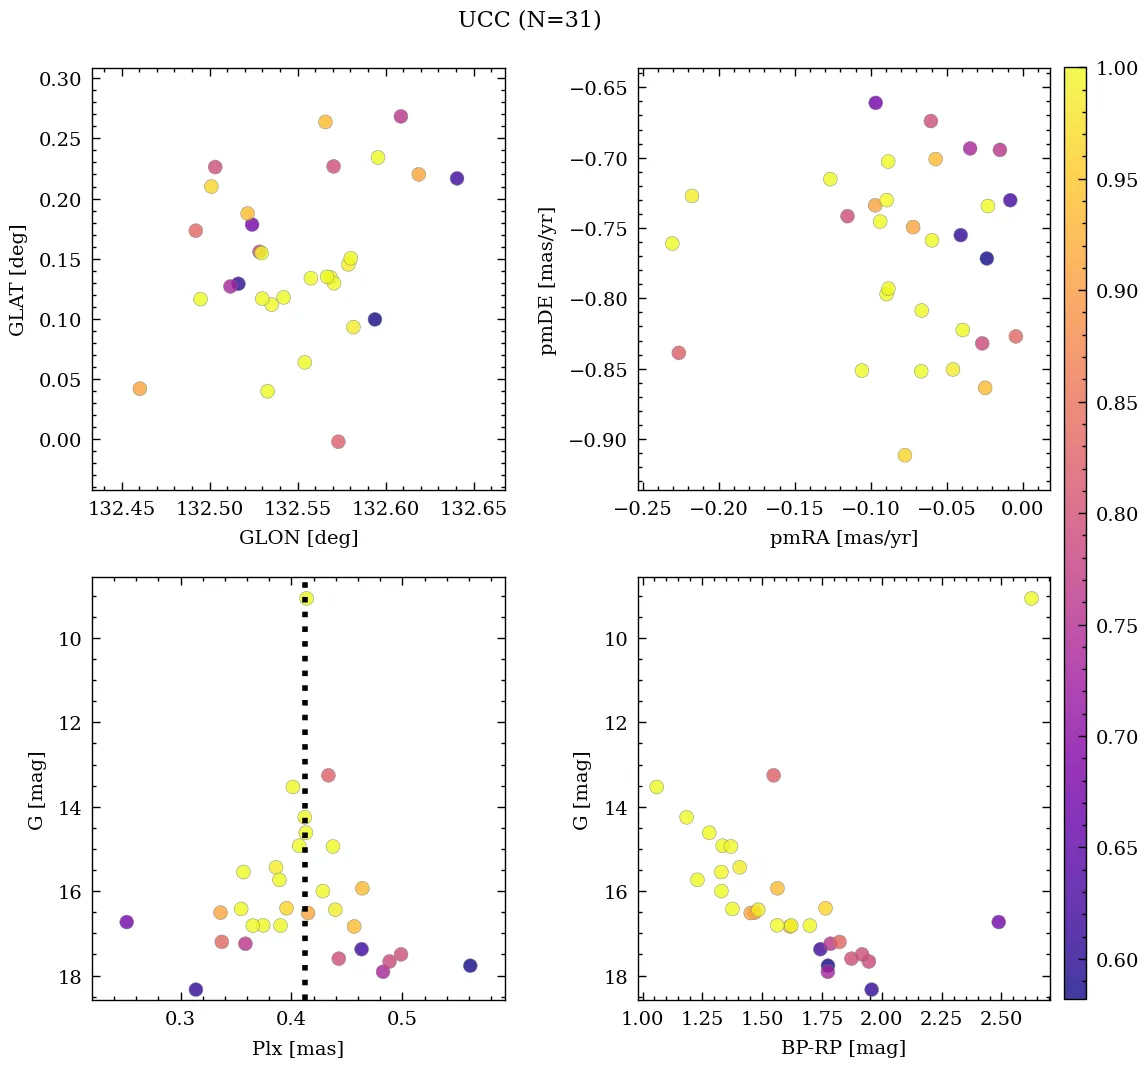 UCC (N=31)
0.30
0.25
0.20
0.15
0.10
0.05
0.00
GLAT [deg]
132.45 132.50 132.55 132.60 132.65
GLON [deg]
−0.65
−0.70
−0.75
−0.80
−0.85
−0.90
pmDE [mas/yr]
−0.25 −0.20 −0.15 −0.10 −0.05 0.00
pmRA [mas/yr]
10
12
14
16
18
G [mag]
0.3 0.4 0.5
Plx [mas]
10
12
14
16
18
G [mag]
1.00 1.25 1.50 1.75 2.00 2.25 2.50
BP-RP [mag]
1.00
0.95
0.90
0.85
0.80
0.75
0.70
0.65
0.60